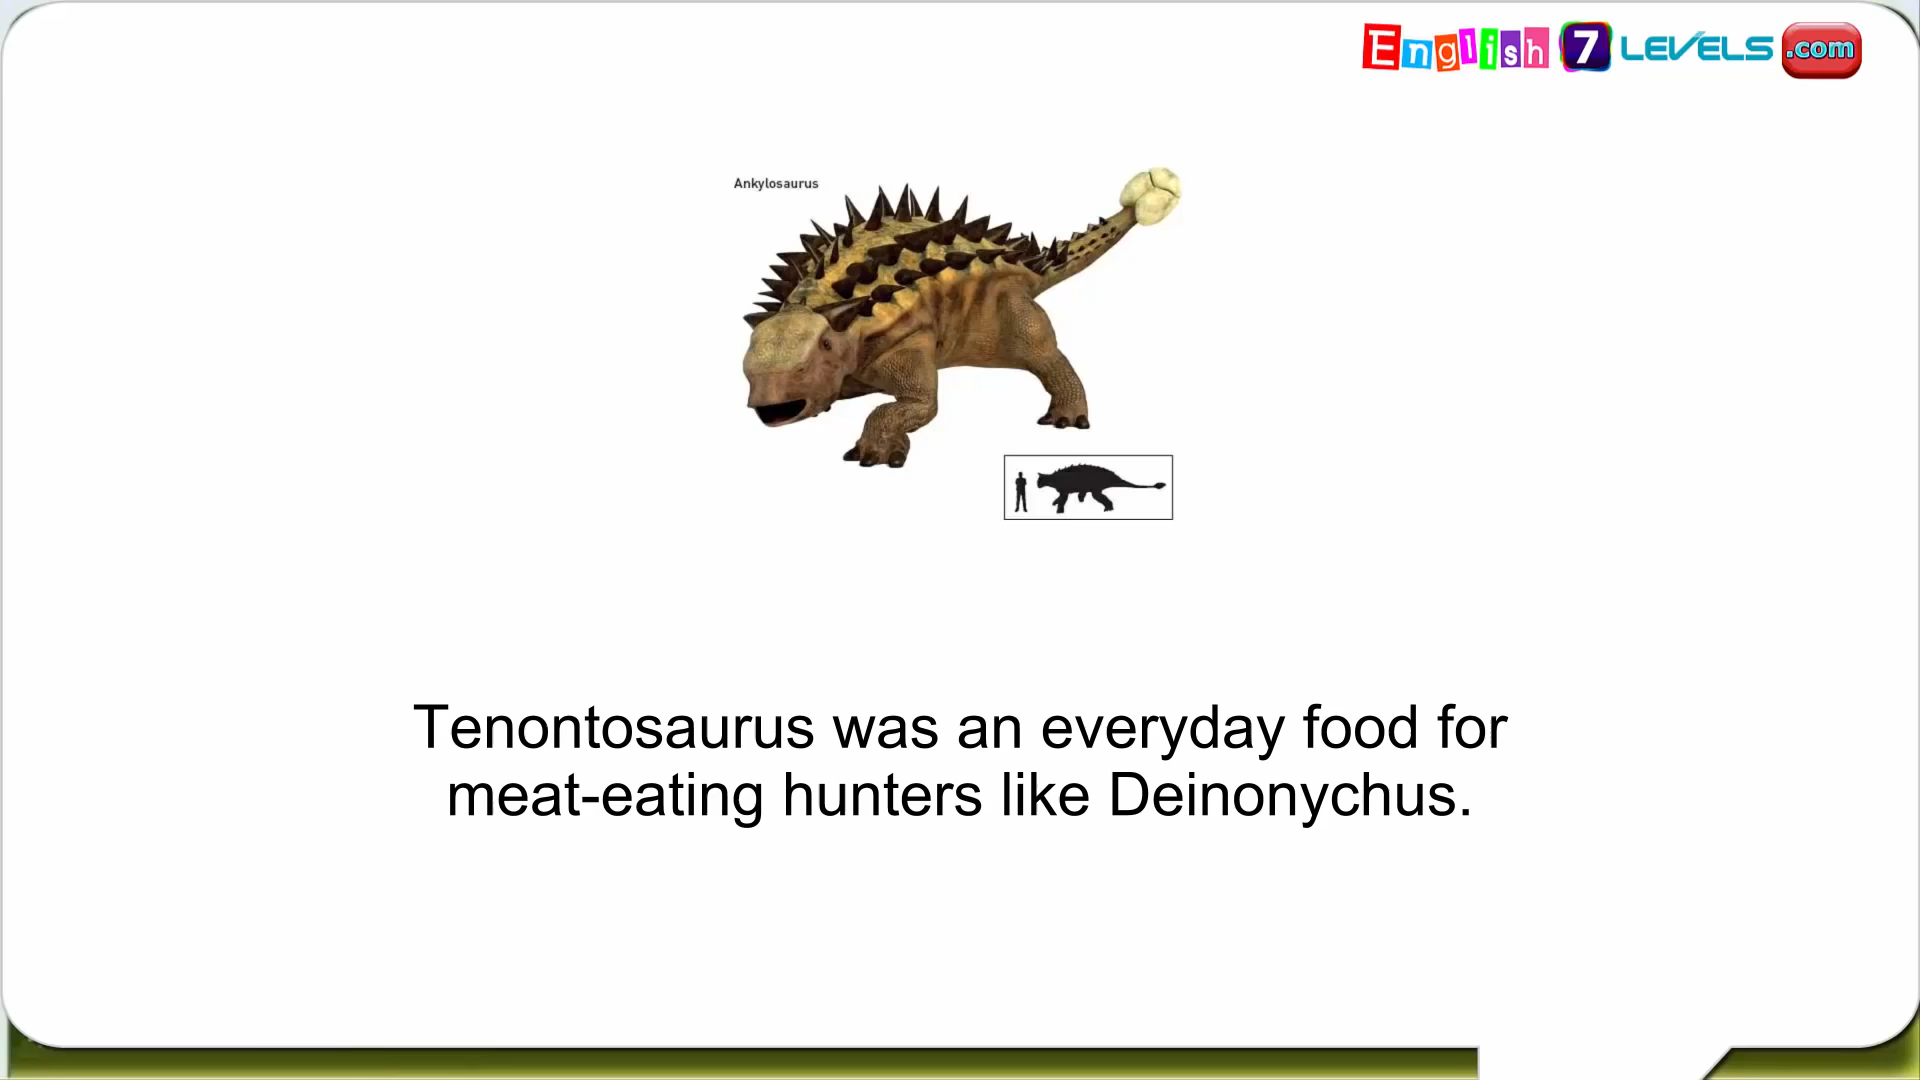 English 7 LEVELS .com
Ankylosaurus
Tenontosaurus was an everyday food for
meat-eating hunters like Deinonychus.